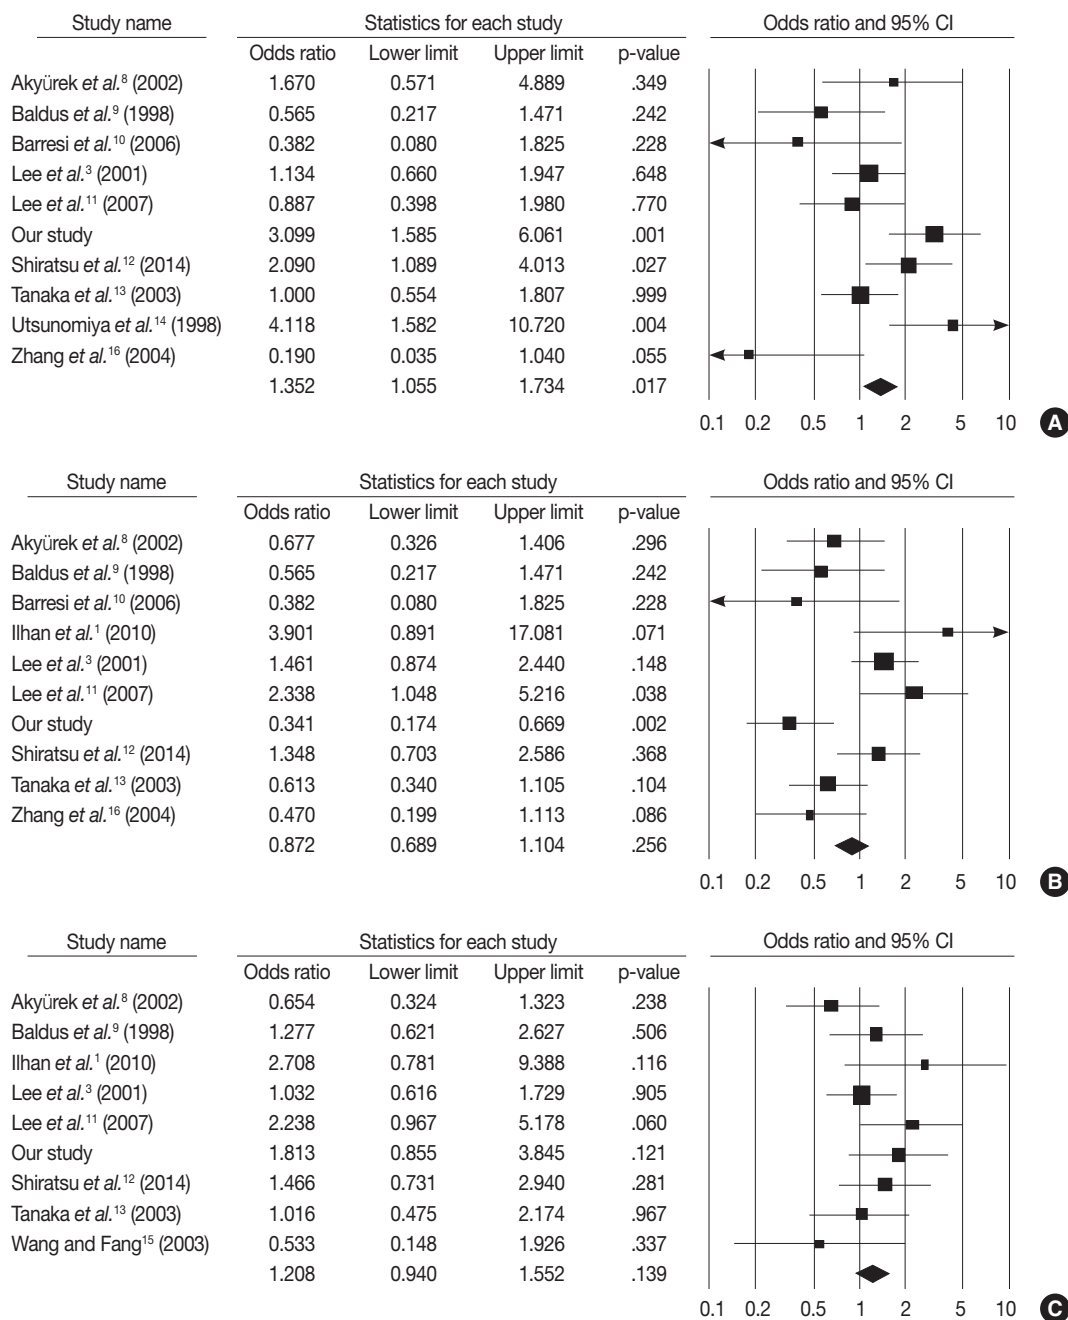 Study name Statistics for each study Odds ratio and 95% CI
Odds ratio Lower limit Upper limit p-value
Akyürek et al.8 (2002) 1.670 0.571 4.889 .349
Baldus et al.9 (1998) 0.565 0.217 1.471 .242
Barresi et al.10 (2006) 0.382 0.080 1.825 .228
Lee et al.3 (2001) 1.134 0.660 1.947 .648
Lee et al.11 (2007) 0.887 0.398 1.980 .770
Our study 3.099 1.585 6.061 .001
Shiratsu et al.12 (2014) 2.090 1.089 4.013 .027
Tanaka et al.13 (2003) 1.000 0.554 1.807 .999
Utsunomiya et al.14 (1998) 4.118 1.582 10.720 .004
Zhang et al.16 (2004) 0.190 0.035 1.040 .055
1.352 1.055 1.734 .017
0.1 0.2 0.5 1 2 5 10 A
Study name Statistics for each study Odds ratio and 95% CI
Odds ratio Lower limit Upper limit p-value
Akyürek et al.8 (2002) 0.677 0.326 1.406 .296
Baldus et al.9 (1998) 0.565 0.217 1.471 .242
Barresi et al.10 (2006) 0.382 0.080 1.825 .228
Ilhan et al.1 (2010) 3.901 0.891 17.081 .071
Lee et al.3 (2001) 1.461 0.874 2.440 .148
Lee et al.11 (2007) 2.338 1.048 5.216 .038
Our study 0.341 0.174 0.669 .002
Shiratsu et al.12 (2014) 1.348 0.703 2.586 .368
Tanaka et al.13 (2003) 0.613 0.340 1.105 .104
Zhang et al.16 (2004) 0.470 0.199 1.113 .086
0.872 0.689 1.104 .256
0.1 0.2 0.5 1 2 5 10 B
Study name Statistics for each study Odds ratio and 95% CI
Odds ratio Lower limit Upper limit p-value
Akyürek et al.8 (2002) 0.654 0.324 1.323 .238
Baldus et al.9 (1998) 1.277 0.621 2.627 .506
Ilhan et al.1 (2010) 2.708 0.781 9.388 .116
Lee et al.3 (2001) 1.032 0.616 1.729 .905
Lee et al.11 (2007) 2.238 0.967 5.178 .060
Our study 1.813 0.855 3.845 .121
Shiratsu et al.12 (2014) 1.466 0.731 2.940 .281
Tanaka et al.13 (2003) 1.016 0.475 2.174 .967
Wang and Fang15 (2003) 0.533 0.148 1.926 .337
1.208 0.940 1.552 .139
0.1 0.2 0.5 1 2 5 10 C